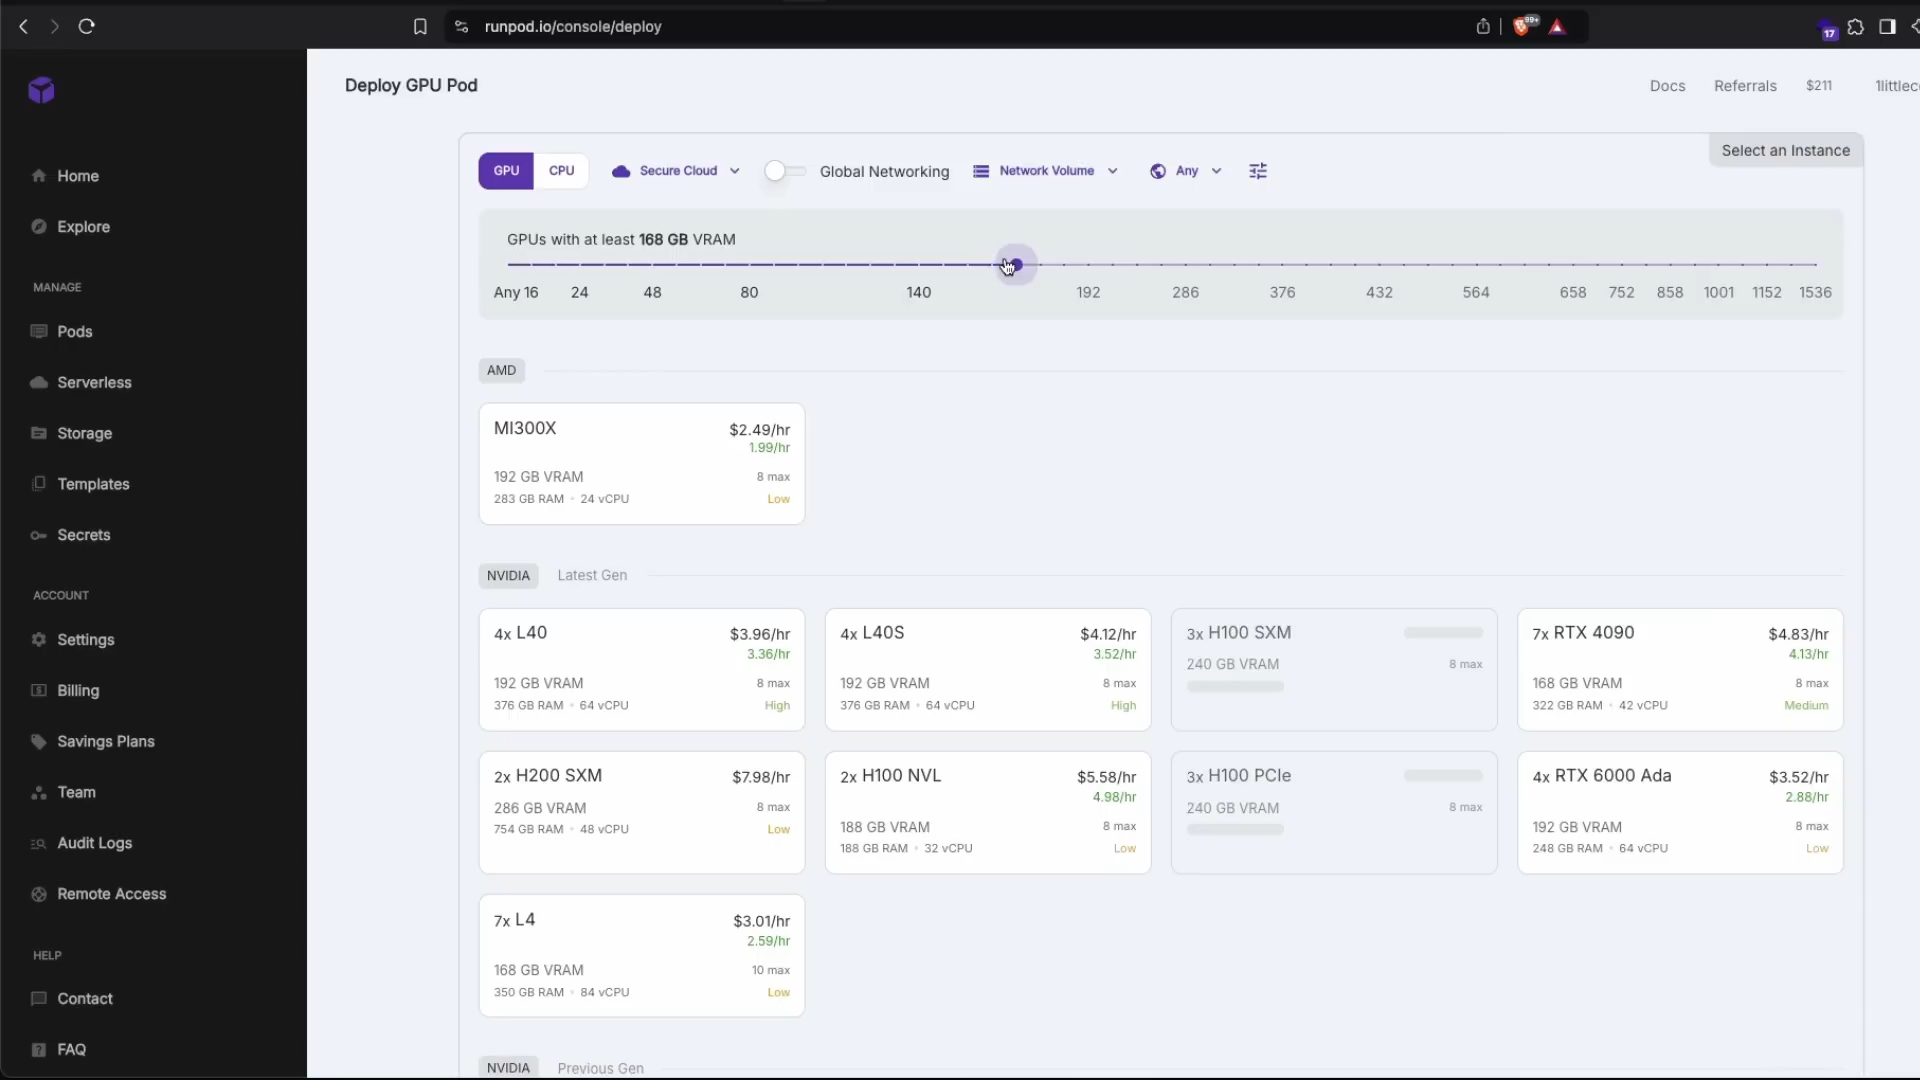 runpod.io/console/deploy
99+
17
Deploy GPU Pod
Docs
Referrals
$211
Home
Explore
MANAGE
Pods
Serverless
Storage
Templates
Secrets
ACCOUNT
Settings
Billing
Savings Plans
Team
Audit Logs
Remote Access
HELP
Contact
FAQ
Select an Instance
GPU
CPU
Secure Cloud
Global Networking
Network Volume
Any
GPUs with at least 168 GB VRAM
Any 16 24 48 80 140 192 286 376 432 564 658 752 858 1001 1152 1536
AMD
MI300X $2.49/hr
1.99/hr
192 GB VRAM 8 max
283 GB RAM • 24 vCPU Low
NVIDIA Latest Gen
4x L40 $3.96/hr
3.36/hr
192 GB VRAM 8 max
376 GB RAM • 64 vCPU High
4x L40S $4.12/hr
3.52/hr
192 GB VRAM 8 max
376 GB RAM • 64 vCPU High
3x H100 SXM
240 GB VRAM 8 max
7x RTX 4090 $4.83/hr
4.13/hr
168 GB VRAM 8 max
322 GB RAM • 42 vCPU Medium
2x H200 SXM $7.98/hr
286 GB VRAM 8 max
754 GB RAM • 48 vCPU Low
2x H100 NVL $5.58/hr
4.98/hr
188 GB VRAM 8 max
188 GB RAM • 32 vCPU Low
3x H100 PCIe
240 GB VRAM 8 max
4x RTX 6000 Ada $3.52/hr
2.88/hr
192 GB VRAM 8 max
248 GB RAM • 64 vCPU Low
7x L4 $3.01/hr
2.59/hr
168 GB VRAM 10 max
350 GB RAM • 84 vCPU Low
NVIDIA Previous Gen